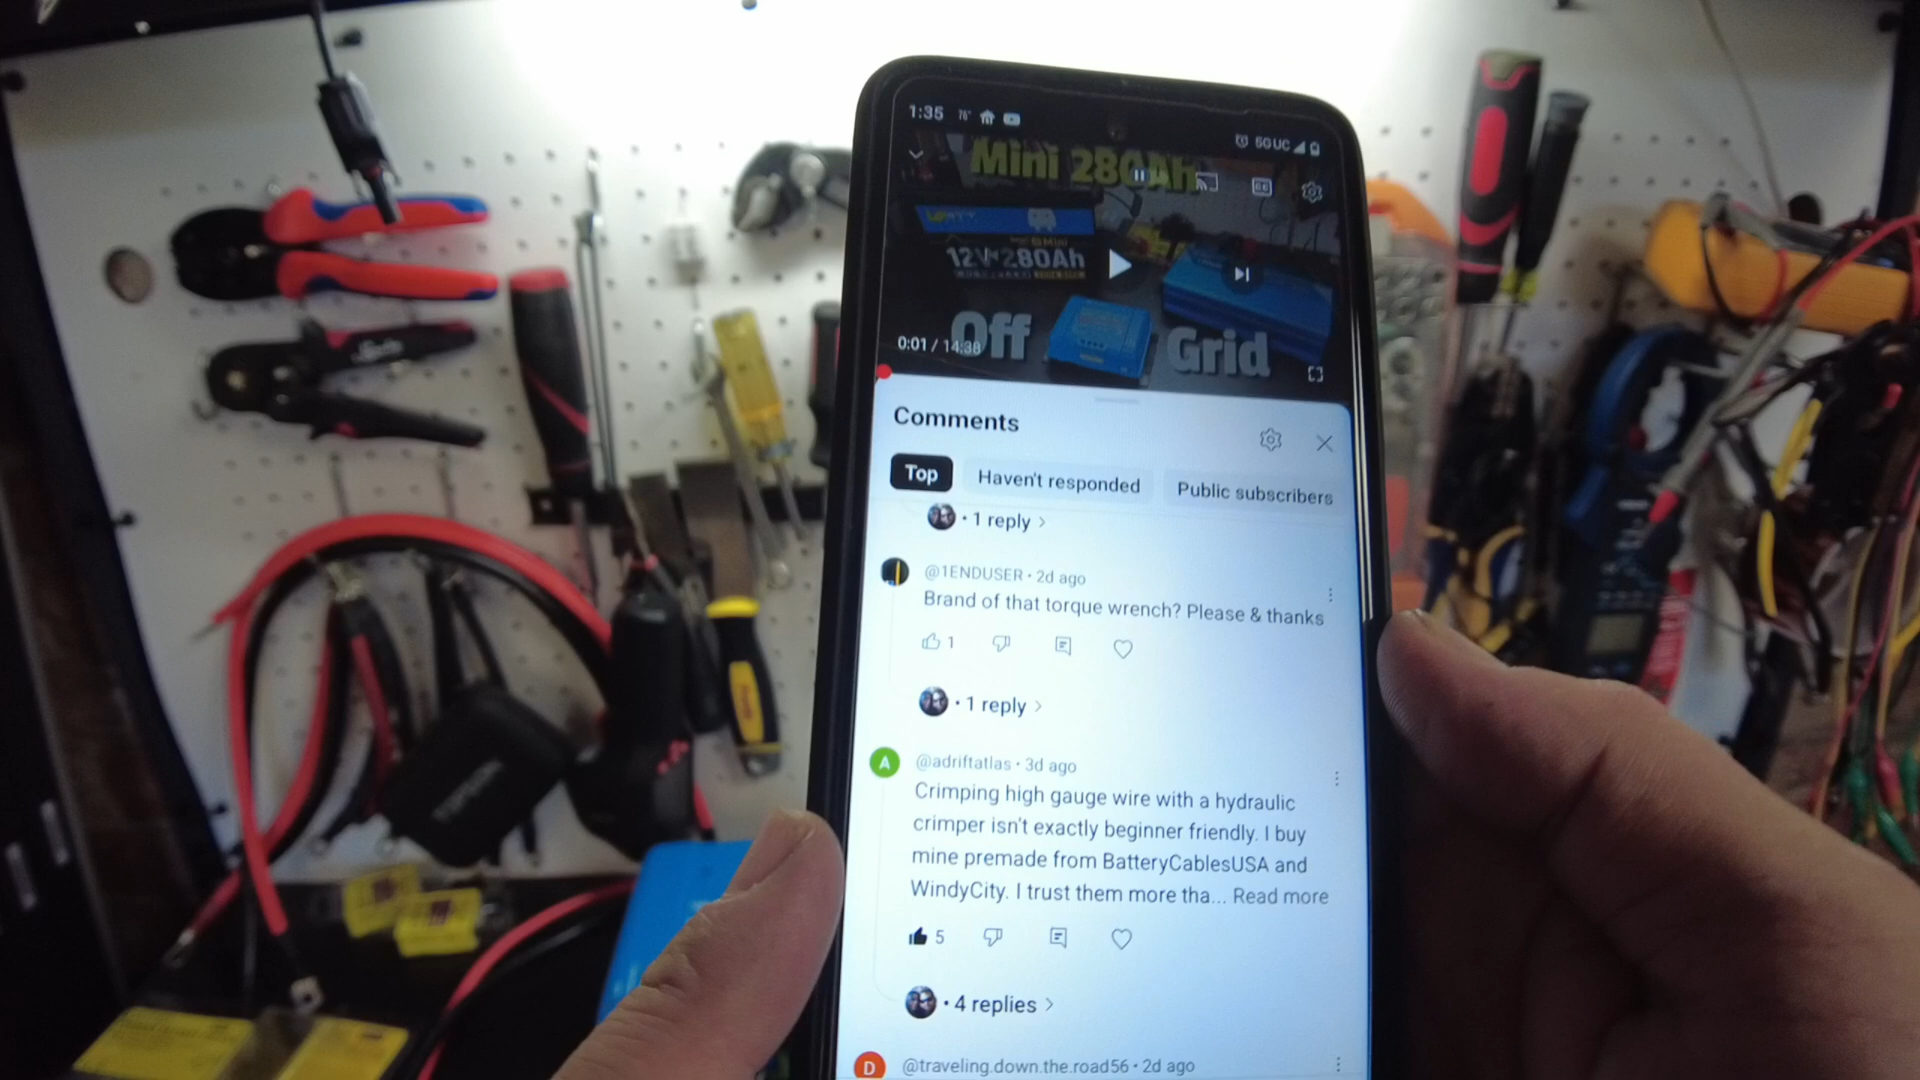 1:35 76°
5G UC
Mini 280Ah
12V 280Ah
Off
Grid
0:01 / 14:38
Comments
Top
Haven't responded
Public subscribers
· 1 reply >
@1ENDUSER · 2d ago
Brand of that torque wrench? Please & thanks
1
· 1 reply >
A
@adriftatlas · 3d ago
Crimping high gauge wire with a hydraulic
crimper isn't exactly beginner friendly. I buy
mine premade from BatteryCablesUSA and
WindyCity. I trust them more tha... Read more
5
· 4 replies >
D
@traveling.down.the.road56 · 2d ago